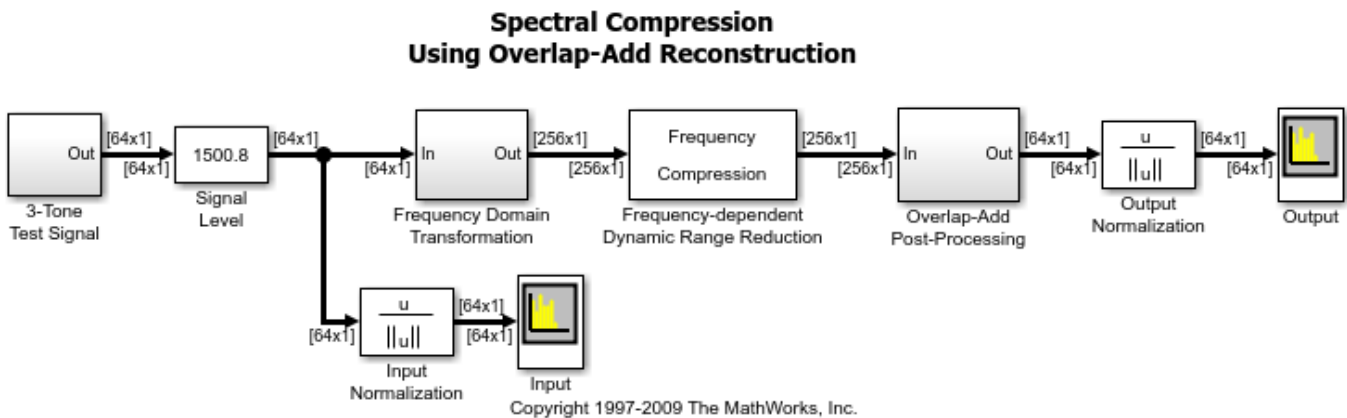 Spectral Compression
Using Overlap-Add Reconstruction
Out
[64x1]
[64x1]
3-Tone
Test Signal
1500.8
Signal
Level
[64x1]
[64x1]
In
Out
Frequency Domain
Transformation
[256x1]
[256x1]
Frequency
Compression
Frequency-dependent
Dynamic Range Reduction
[256x1]
[256x1]
In
Out
Overlap-Add
Post-Processing
[64x1]
[64x1]
u
||u||
Output
Normalization
[64x1]
[64x1]
Output
[64x1]
u
||u||
Input
Normalization
[64x1]
[64x1]
Input
Copyright 1997-2009 The MathWorks, Inc.